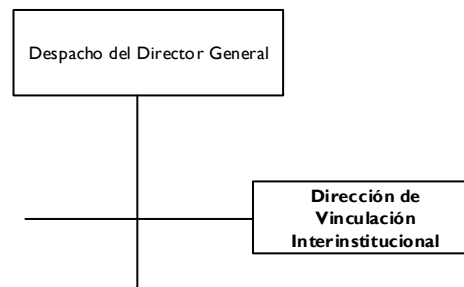 Despacho del Director General
Dirección de
Vinculación
Interinstitucional